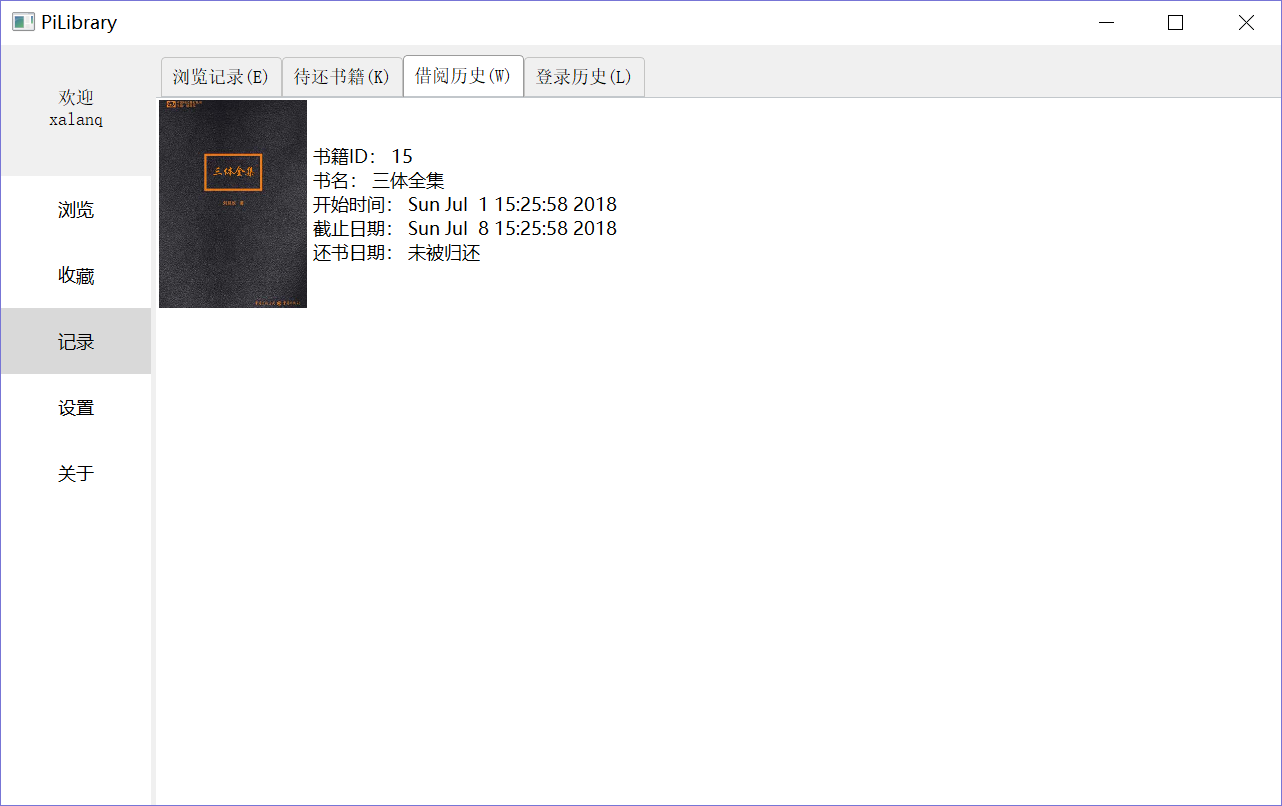 PiLibrary
欢迎
xalanq
浏览
收藏
记录
设置
关于
浏览记录(E)
待还书籍(K)
借阅历史(W)
登录历史(L)
三体全集
书籍ID： 15
书名： 三体全集
开始时间： Sun Jul  1 15:25:58 2018
截止日期： Sun Jul  8 15:25:58 2018
还书日期： 未被归还